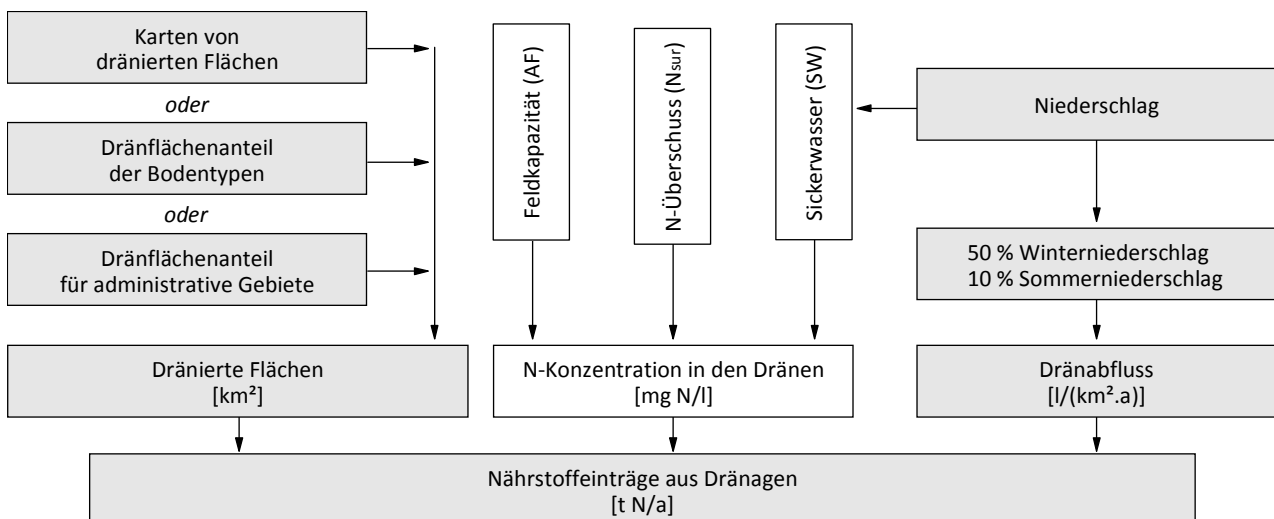 Karten von
dränierten Flächen
oder
Dränflächenanteil
der Bodentypen
oder
Dränflächenanteil
für administrative Gebiete
Feldkapazität (AF)
N-Überschuss (Nsur)
Sickerwasser (SW)
Niederschlag
50 % Winterniederschlag
10 % Sommerniederschlag
Dränierte Flächen
[km²]
N-Konzentration in den Dränen
[mg N/l]
Dränabfluss
[l/(km².a)]
Nährstoffeinträge aus Dränagen
[t N/a]